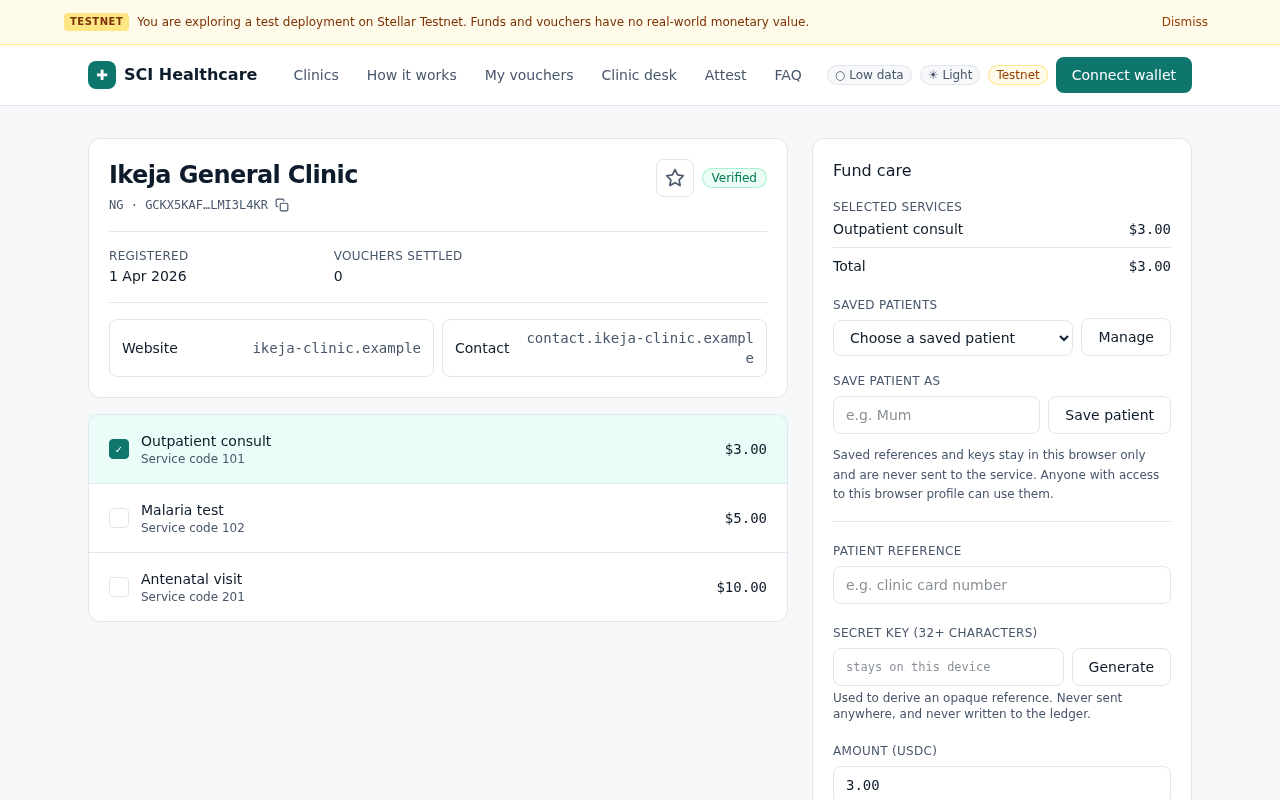 TESTNET You are exploring a test deployment on Stellar Testnet. Funds and vouchers have no real-world monetary value. Dismiss
SCI Healthcare Clinics How it works My vouchers Clinic desk Attest FAQ Low data Light Testnet Connect wallet
Ikeja General Clinic
Verified
NG · GCKX5KAF…LMI3L4KR
REGISTERED VOUCHERS SETTLED
1 Apr 2026 0
Website ikeja-clinic.example
Contact contact.ikeja-clinic.exampl
e
✓ Outpatient consult $3.00
Service code 101
Malaria test $5.00
Service code 102
Antenatal visit $10.00
Service code 201
Fund care
SELECTED SERVICES
Outpatient consult $3.00
Total $3.00
SAVED PATIENTS
Choose a saved patient Manage
SAVE PATIENT AS
e.g. Mum Save patient
Saved references and keys stay in this browser only
and are never sent to the service. Anyone with access
to this browser profile can use them.
PATIENT REFERENCE
e.g. clinic card number
SECRET KEY (32+ CHARACTERS)
stays on this device Generate
Used to derive an opaque reference. Never sent
anywhere, and never written to the ledger.
AMOUNT (USDC)
3.00